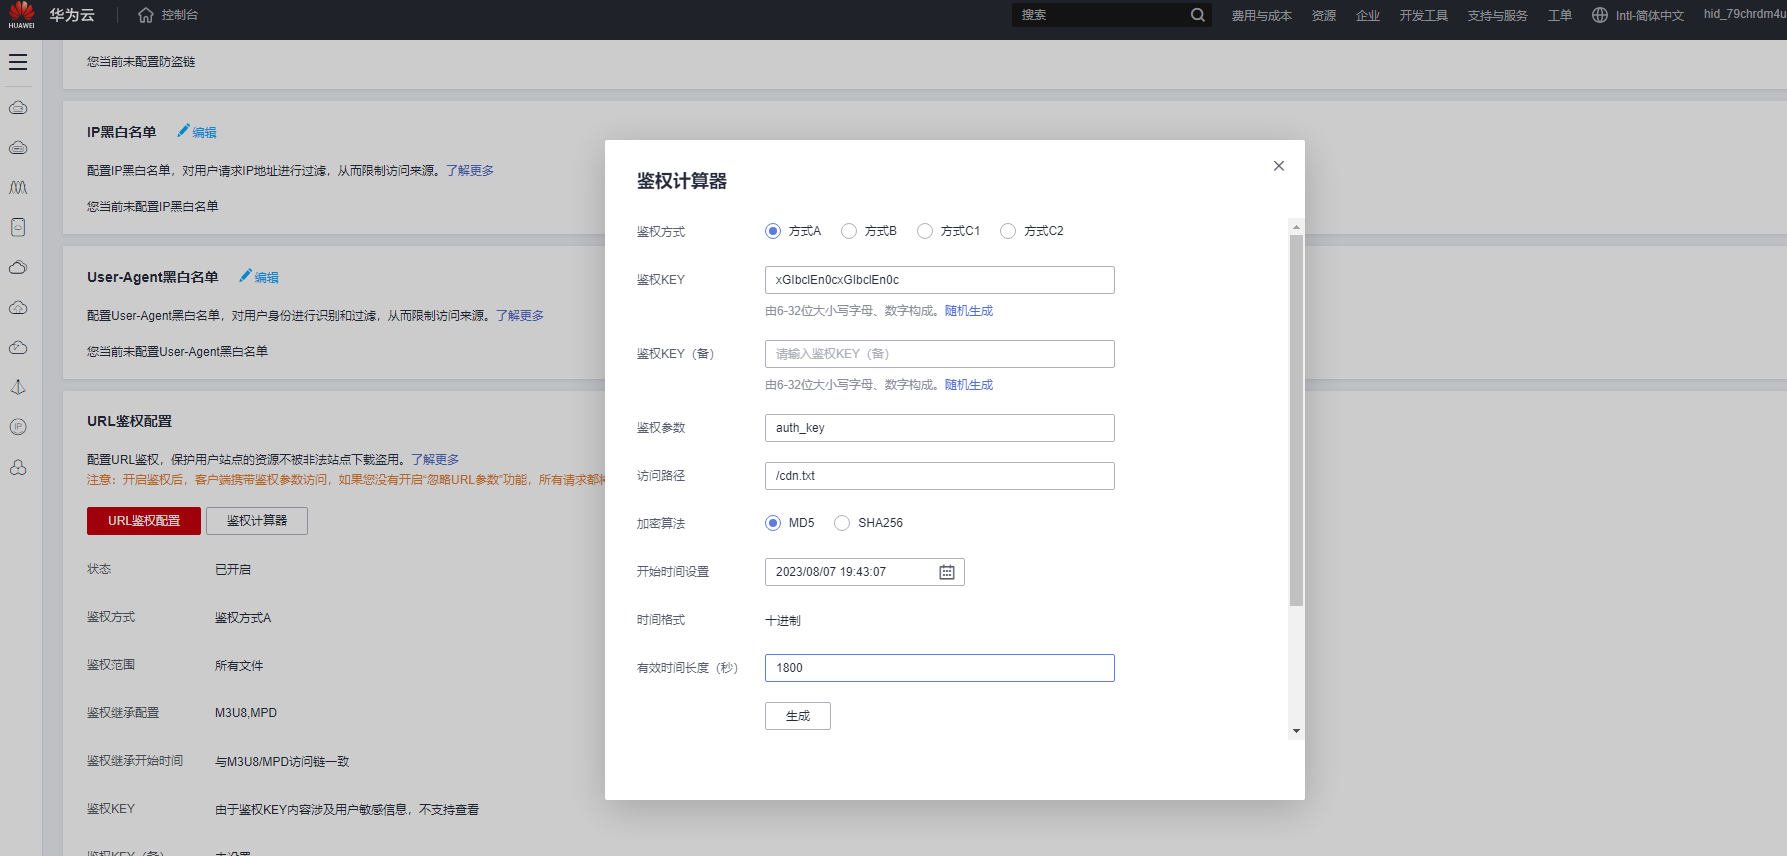 HUAWEI
华为云
控制台
搜索
费用与成本
资源
企业
开发工具
支持与服务
工单
Intl-简体中文
hid_79chrdm4u
您当前未配置防盗链
IP黑白名单
编辑
配置IP黑白名单，对用户请求IP地址进行过滤，从而限制访问来源。了解更多
您当前未配置IP黑白名单
User-Agent黑白名单
编辑
配置User-Agent黑白名单，对用户身份进行识别和过滤，从而限制访问来源。了解更多
您当前未配置User-Agent黑白名单
URL鉴权配置
配置URL鉴权，保护用户站点的资源不被非法站点下载盗用。了解更多
注意：开启鉴权后，客户端携带鉴权参数访问，如果您没有开启“忽略URL参数”功能，所有请求都
URL鉴权配置
鉴权计算器
状态
已开启
鉴权方式
鉴权方式A
鉴权范围
所有文件
鉴权继承配置
M3U8,MPD
鉴权继承开始时间
与M3U8/MPD访问链一致
鉴权KEY
由于鉴权KEY内容涉及用户敏感信息，不支持查看
鉴权KEY（备）
未设置
IP
鉴权计算器
鉴权方式
方式A
方式B
方式C1
方式C2
鉴权KEY
xGIbclEn0cxGIbclEn0c
由6-32位大小写字母、数字构成。随机生成
鉴权KEY（备）
请输入鉴权KEY（备）
由6-32位大小写字母、数字构成。随机生成
鉴权参数
auth_key
访问路径
/cdn.txt
加密算法
MD5
SHA256
开始时间设置
2023/08/07 19:43:07
时间格式
十进制
有效时间长度（秒）
1800
生成